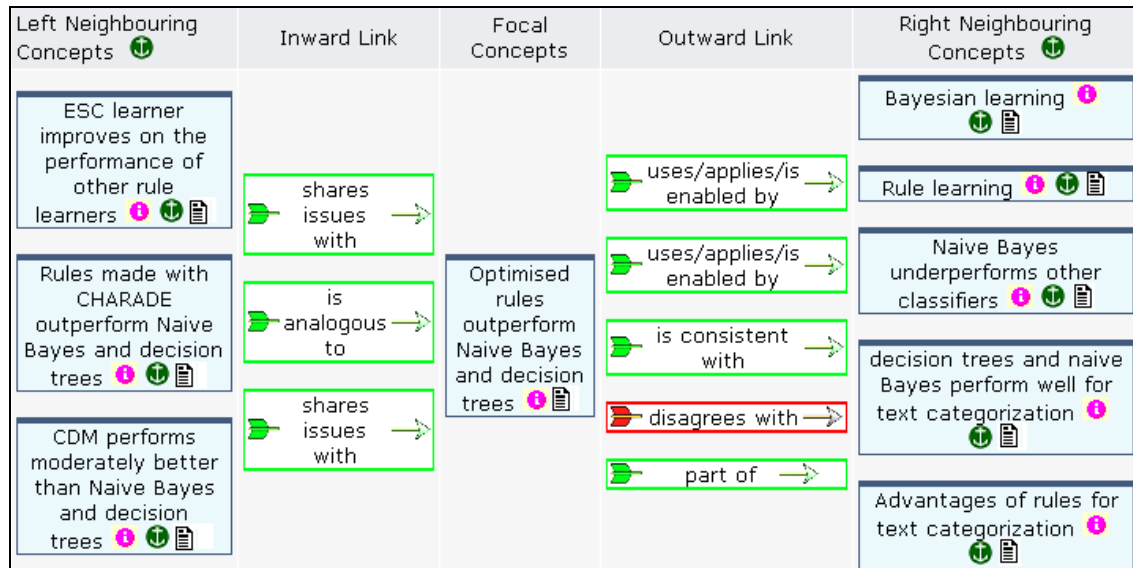 Left Neighbouring
Concepts
Inward Link
Focal
Concepts
Outward Link
Right Neighbouring
Concepts
ESC learner
improves on the
performance of
other rule
learners
Rules made with
CHARADE
outperform Naive
Bayes and decision
trees
CDM performs
moderately better
than Naive Bayes
and decision
trees
shares
issues
with
is
analogous
to
shares
issues
with
Optimised
rules
outperform
Naive Bayes
and decision
trees
uses/applies/is
enabled by
uses/applies/is
enabled by
is consistent
with
disagrees with
part of
Bayesian learning
Rule learning
Naive Bayes
underperforms other
classifiers
decision trees and naive
Bayes perform well for
text categorization
Advantages of rules for
text categorization